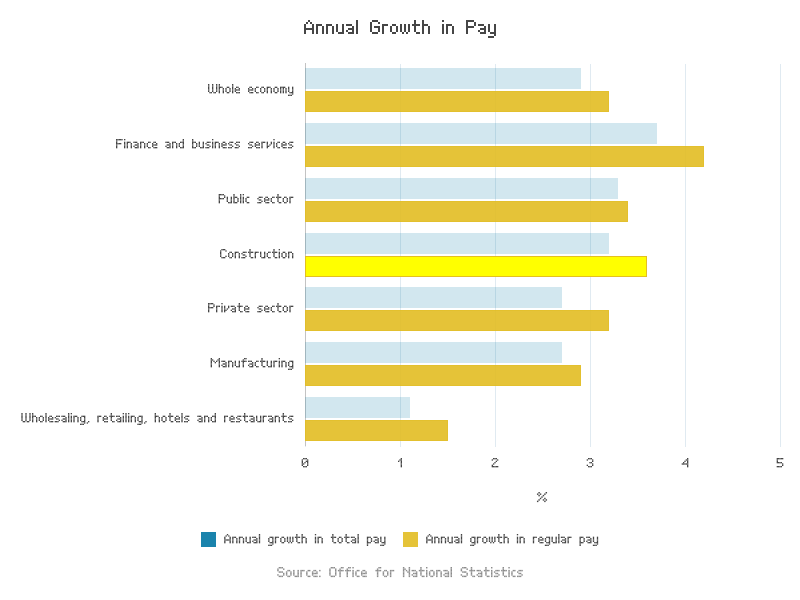 Annual Growth in Pay
Whole economy
Finance and business services
Public sector
Construction
Private sector
Manufacturing
Wholesaling, retailing, hotels and restaurants
0 1 2 3 4 5
%
Annual growth in total pay Annual growth in regular pay
Source: Office for National Statistics